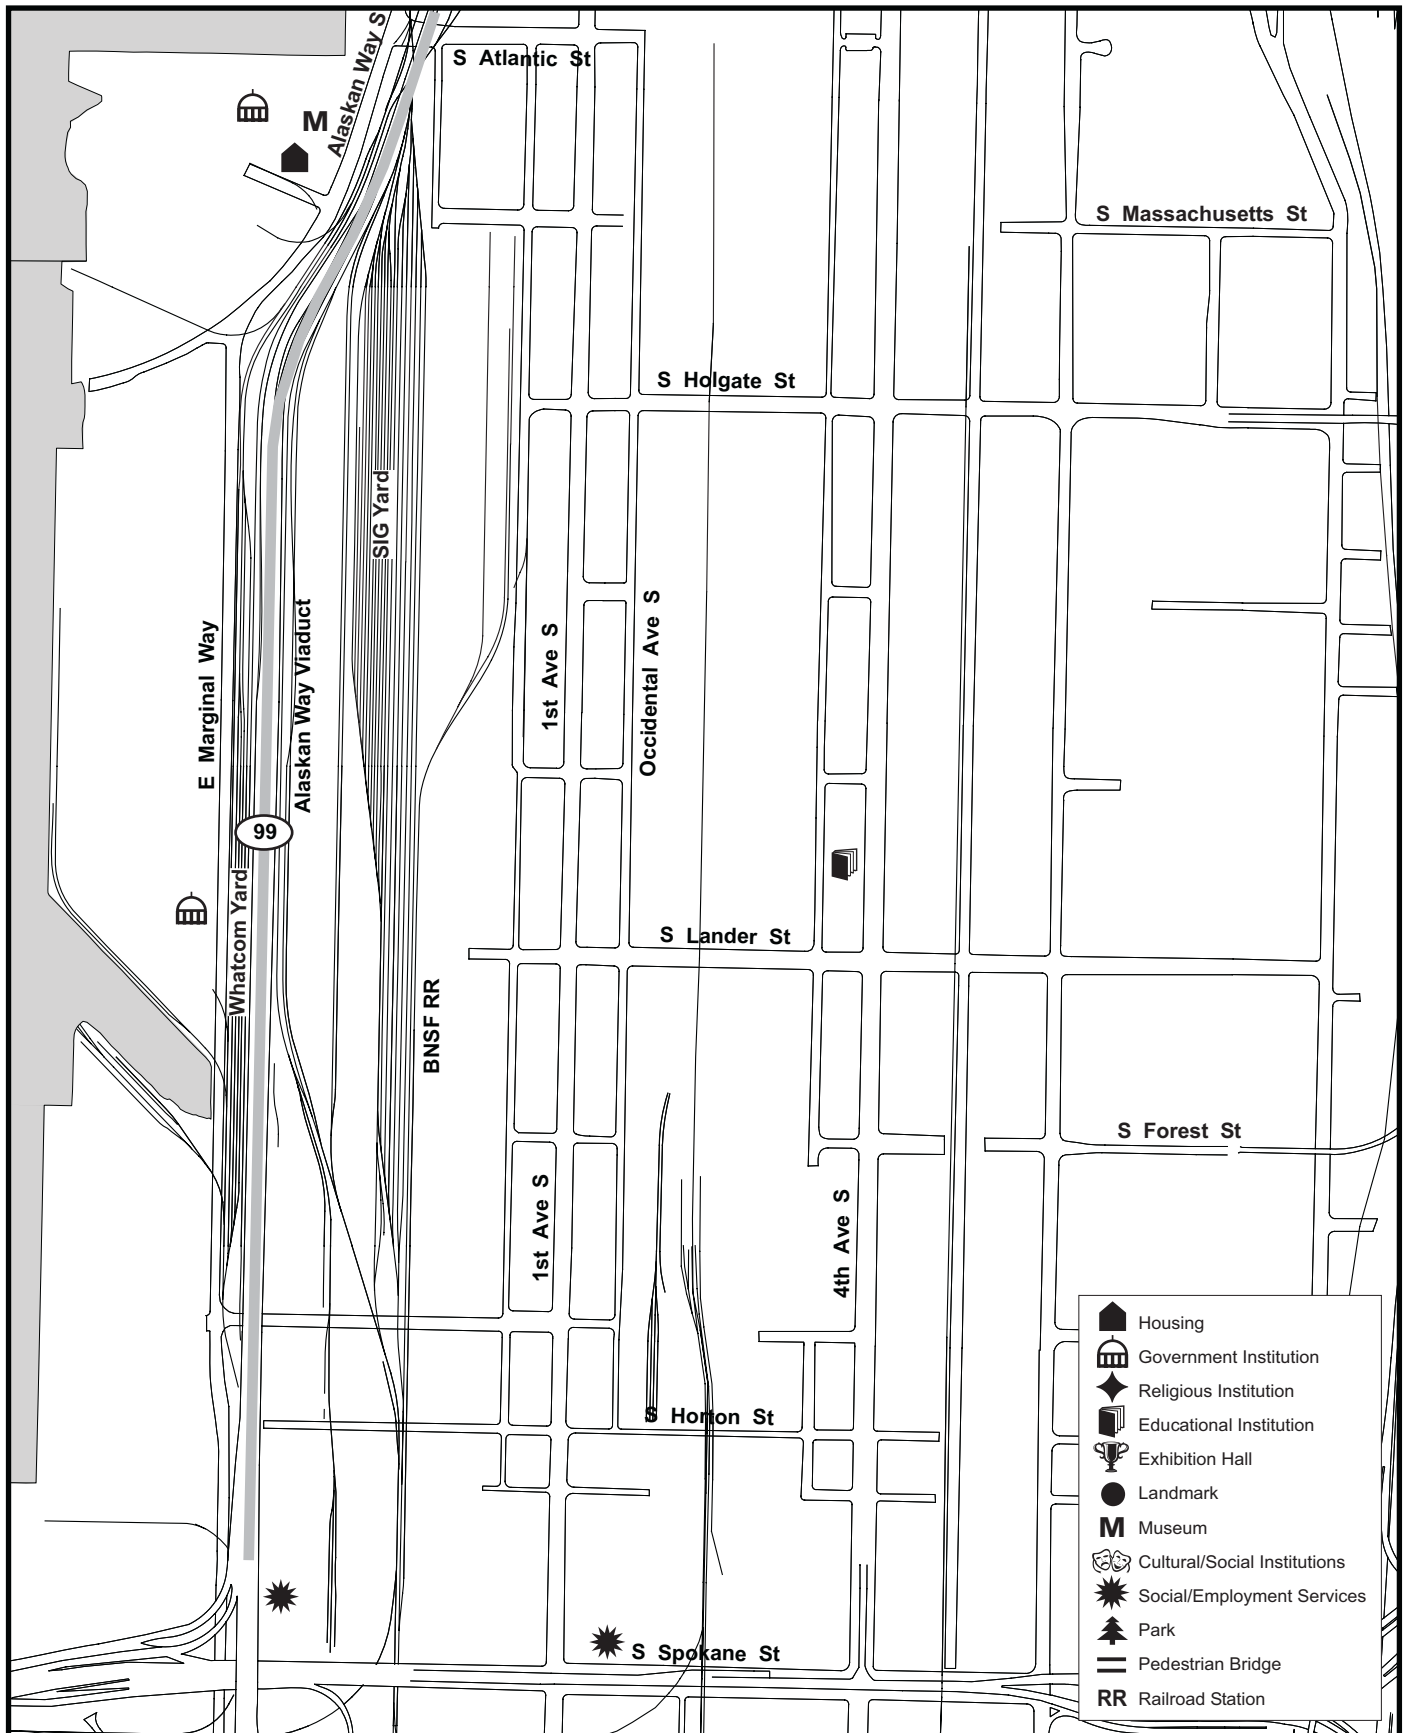 Alaskan Way S
S Atlantic St
M
S Massachusetts St
S Holgate St
SIG Yard
E Marginal Way
Alaskan Way Viaduct
1st Ave S
Occidental Ave S
99
Whatcom Yard
S Lander St
BNSF RR
S Forest St
1st Ave S
4th Ave S
S Horton St
S Spokane St
Housing
Government Institution
Religious Institution
Educational Institution
Exhibition Hall
Landmark
M Museum
Cultural/Social Institutions
Social/Employment Services
Park
Pedestrian Bridge
RR Railroad Station